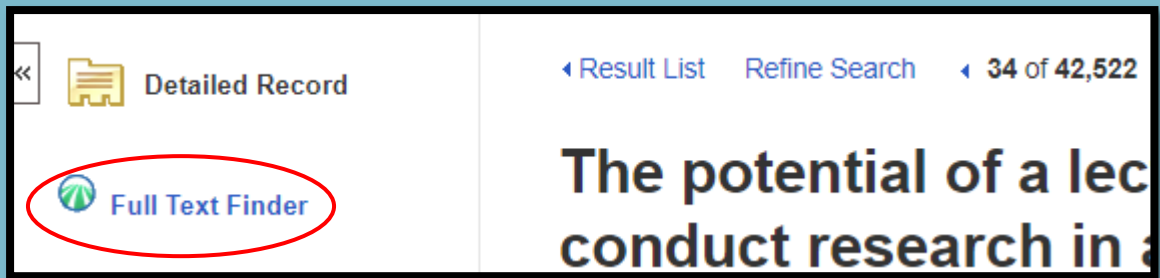 «
Detailed Record
Full Text Finder
Result List Refine Search 34 of 42,522
The potential of a lec
conduct research in